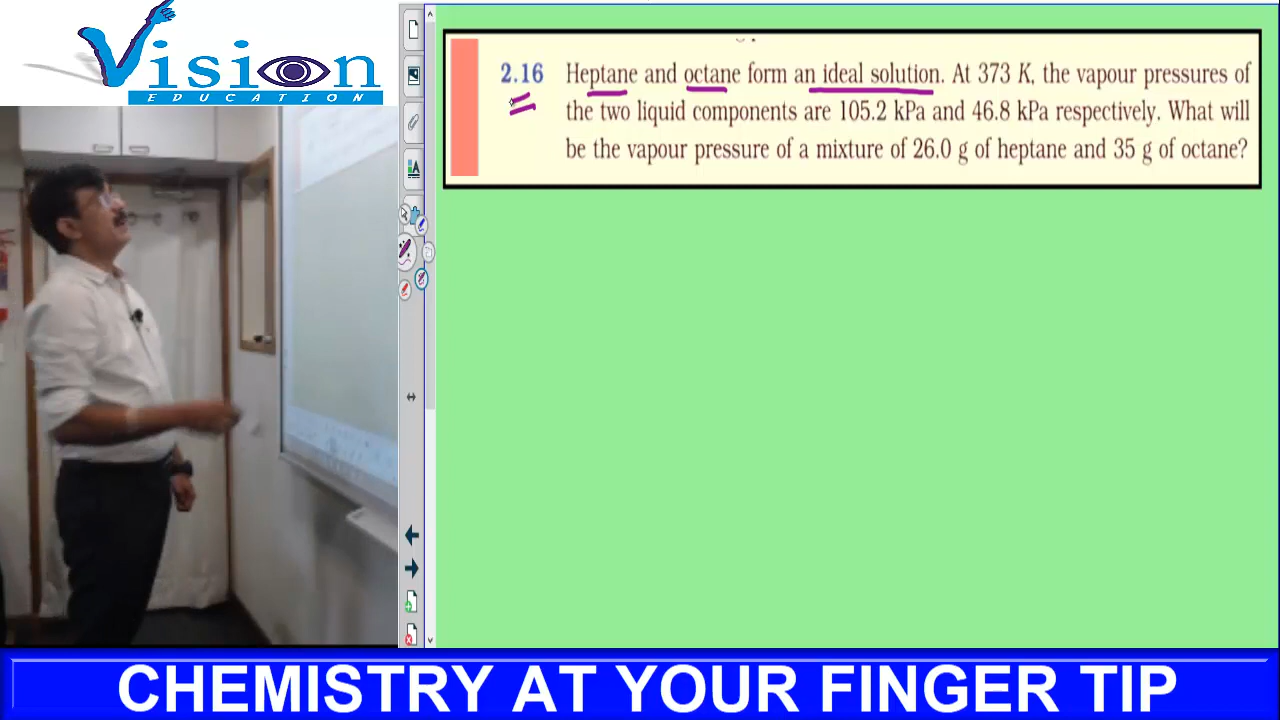 Vision
EDUCATION
2.16 Heptane and octane form an ideal solution. At 373 K, the vapour pressures of
the two liquid components are 105.2 kPa and 46.8 kPa respectively. What will
be the vapour pressure of a mixture of 26.0 g of heptane and 35 g of octane?
CHEMISTRY AT YOUR FINGER TIP